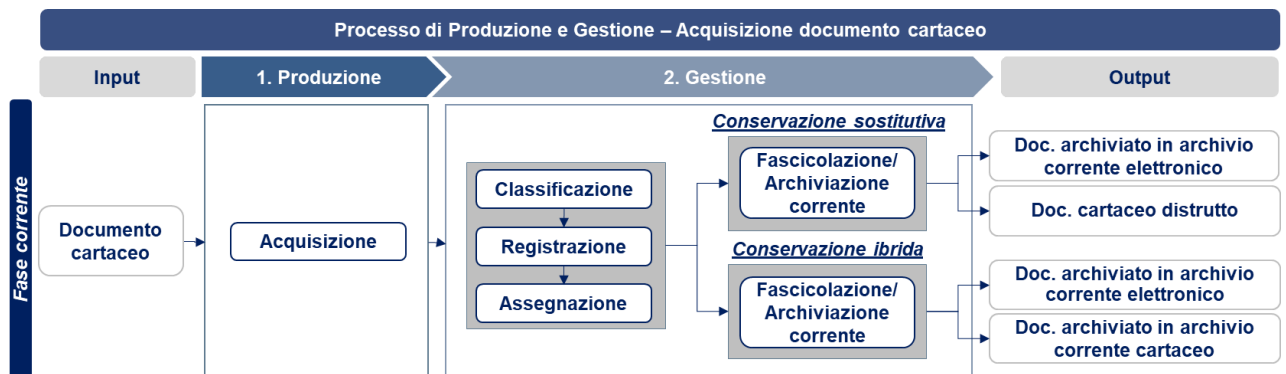 Processo di Produzione e Gestione – Acquisizione documento cartaceo
Input
1. Produzione
2. Gestione
Output
Fase corrente
Documento
cartaceo
Acquisizione
Classificazione
Registrazione
Assegnazione
Conservazione sostitutiva
Fascicolazione/
Archiviazione
corrente
Conservazione ibrida
Fascicolazione/
Archiviazione
corrente
Doc. archiviato in archivio
corrente elettronico
Doc. cartaceo distrutto
Doc. archiviato in archivio
corrente elettronico
Doc. archiviato in archivio
corrente cartaceo